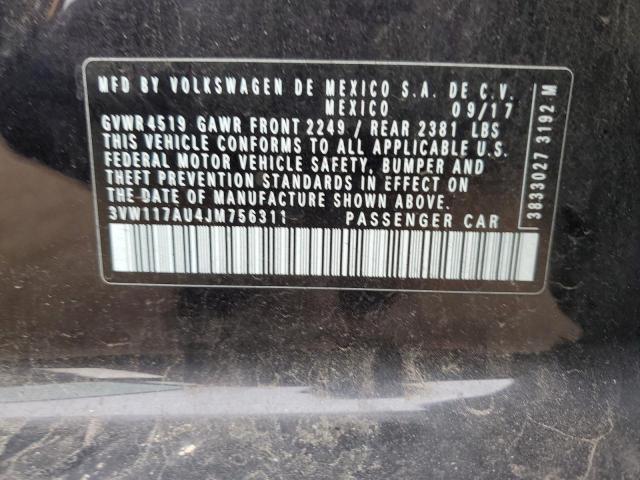 MFD BY VOLKSWAGEN DE MEXICO S.A. DE C.V.
MEXICO 09/17
GVWR4519 GAWR FRONT 2249 / REAR 2381 LBS
THIS VEHICLE CONFORMS TO ALL APPLICABLE U.S.
FEDERAL MOTOR VEHICLE SAFETY, BUMPER AND
THEFT PREVENTION STANDARDS IN EFFECT ON
THE DATE OF MANUFACTURE SHOWN ABOVE.
3VW117AU4JM756311 PASSENGER CAR
3833027 3192 M